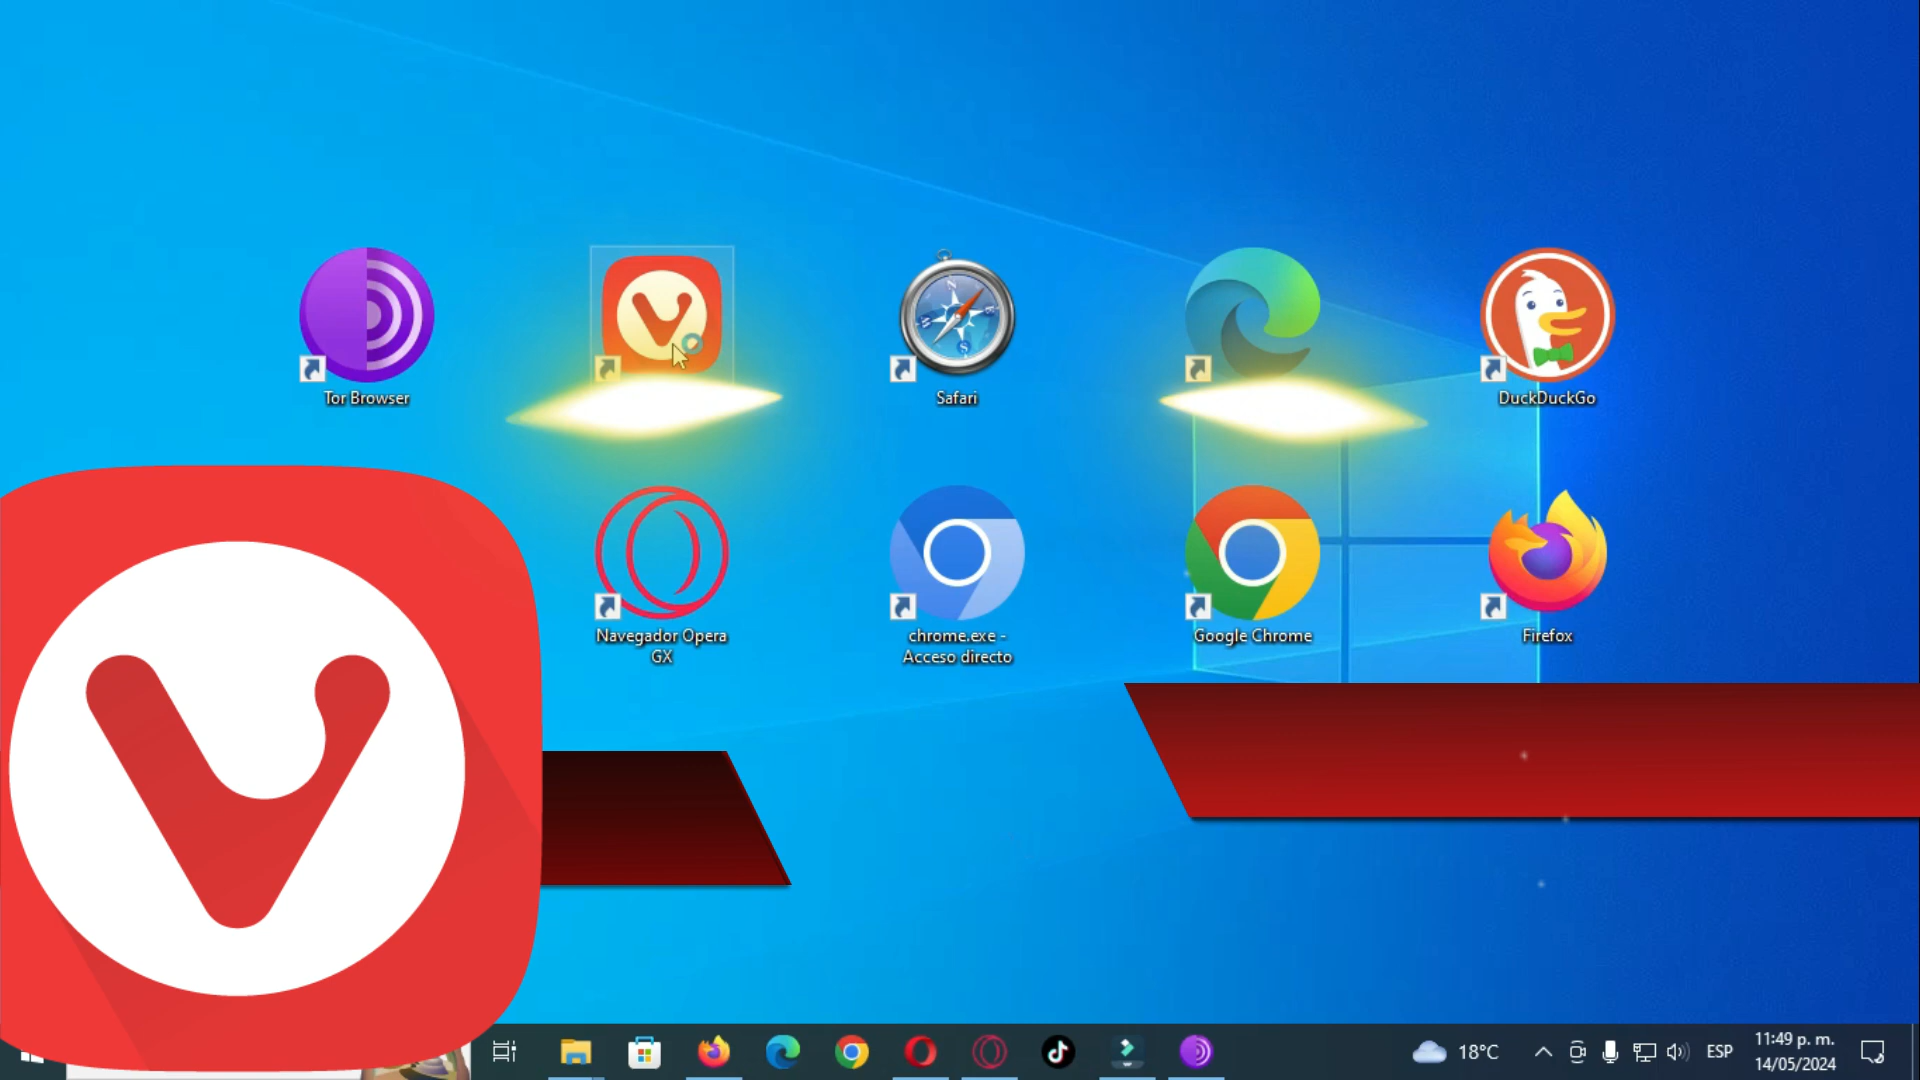 Tor Browser
Safari
DuckDuckGo
Navegador Opera
GX
chrome.exe -
Acceso directo
Google Chrome
Firefox
18°C
ESP
11:49 p. m.
14/05/2024